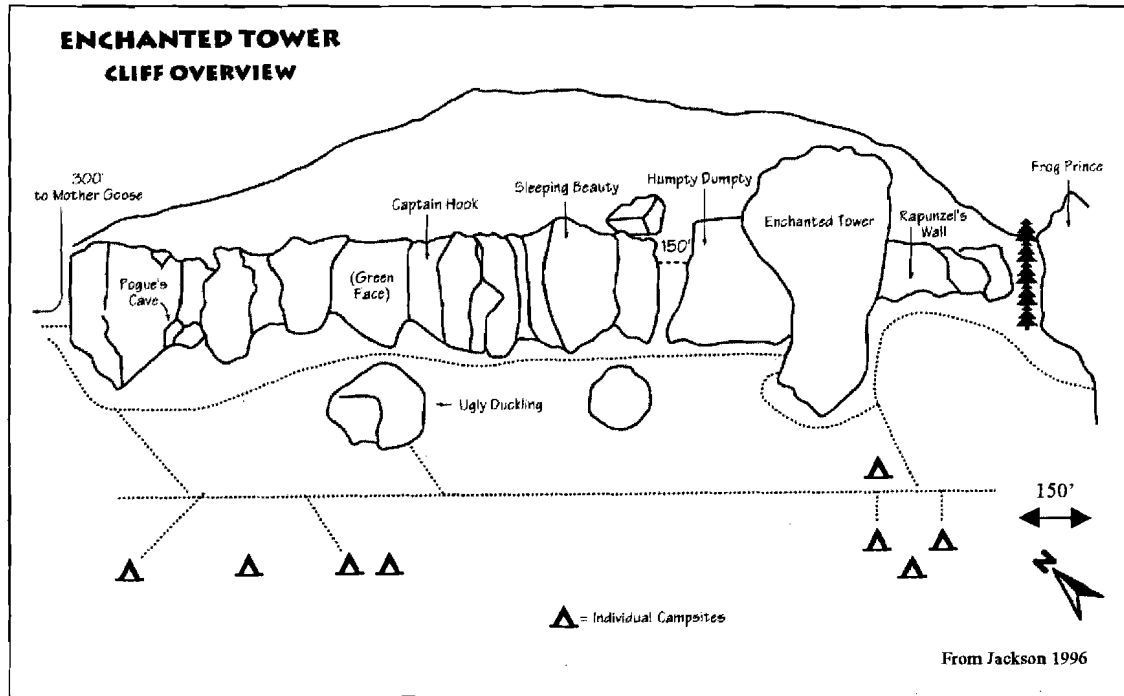 ENCHANTED TOWER
CLIFF OVERVIEW
300'
to Mother Goose
Pogue's
Cave
(Green
Face)
Captain Hook
Sleeping Beauty
Humpty Dumpty
150'
Enchanted Tower
Rapunzel's
Wall
Frog Prince
Ugly Duckling
150'
N
= Individual Campsites
From Jackson 1996